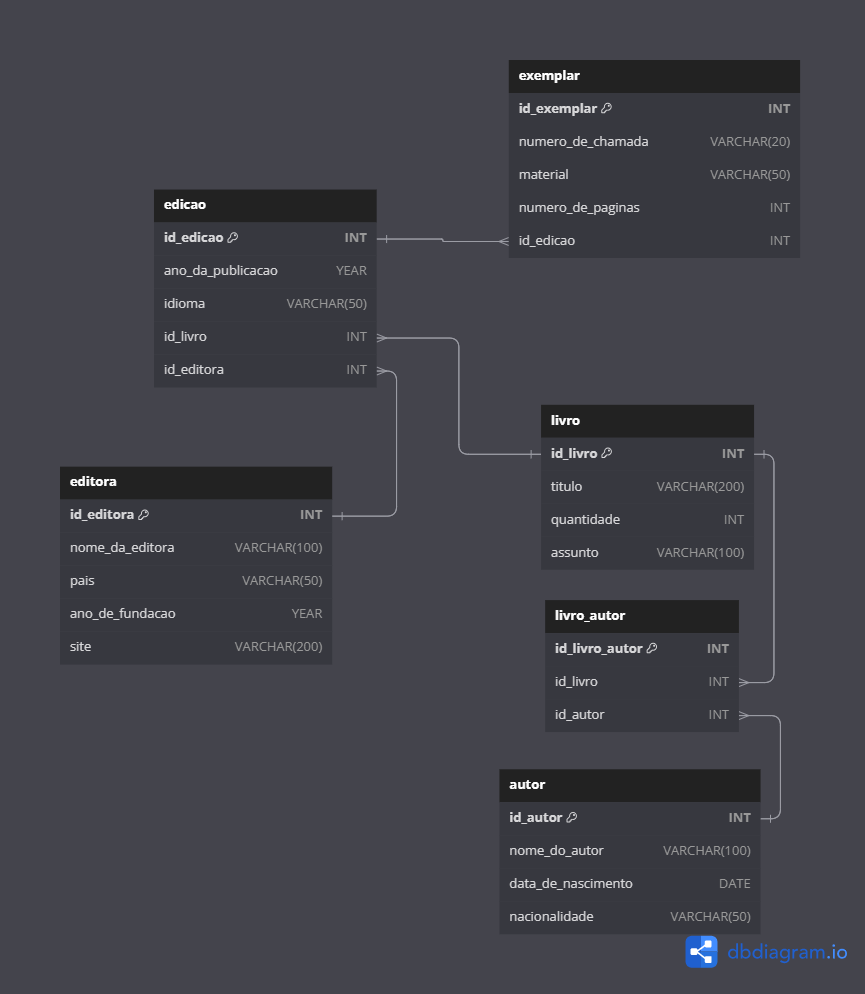 exemplar
id_exemplar INT
numero_de_chamada VARCHAR(20)
material VARCHAR(50)
numero_de_paginas INT
id_edicao INT
edicao
id_edicao INT
ano_da_publicacao YEAR
idioma VARCHAR(50)
id_livro INT
id_editora INT
livro
id_livro INT
titulo VARCHAR(200)
quantidade INT
assunto VARCHAR(100)
editora
id_editora INT
nome_da_editora VARCHAR(100)
pais VARCHAR(50)
ano_de_fundacao YEAR
site VARCHAR(200)
livro_autor
id_livro_autor INT
id_livro INT
id_autor INT
autor
id_autor INT
nome_do_autor VARCHAR(100)
data_de_nascimento DATE
nacionalidade VARCHAR(50)
dbdiagram.io